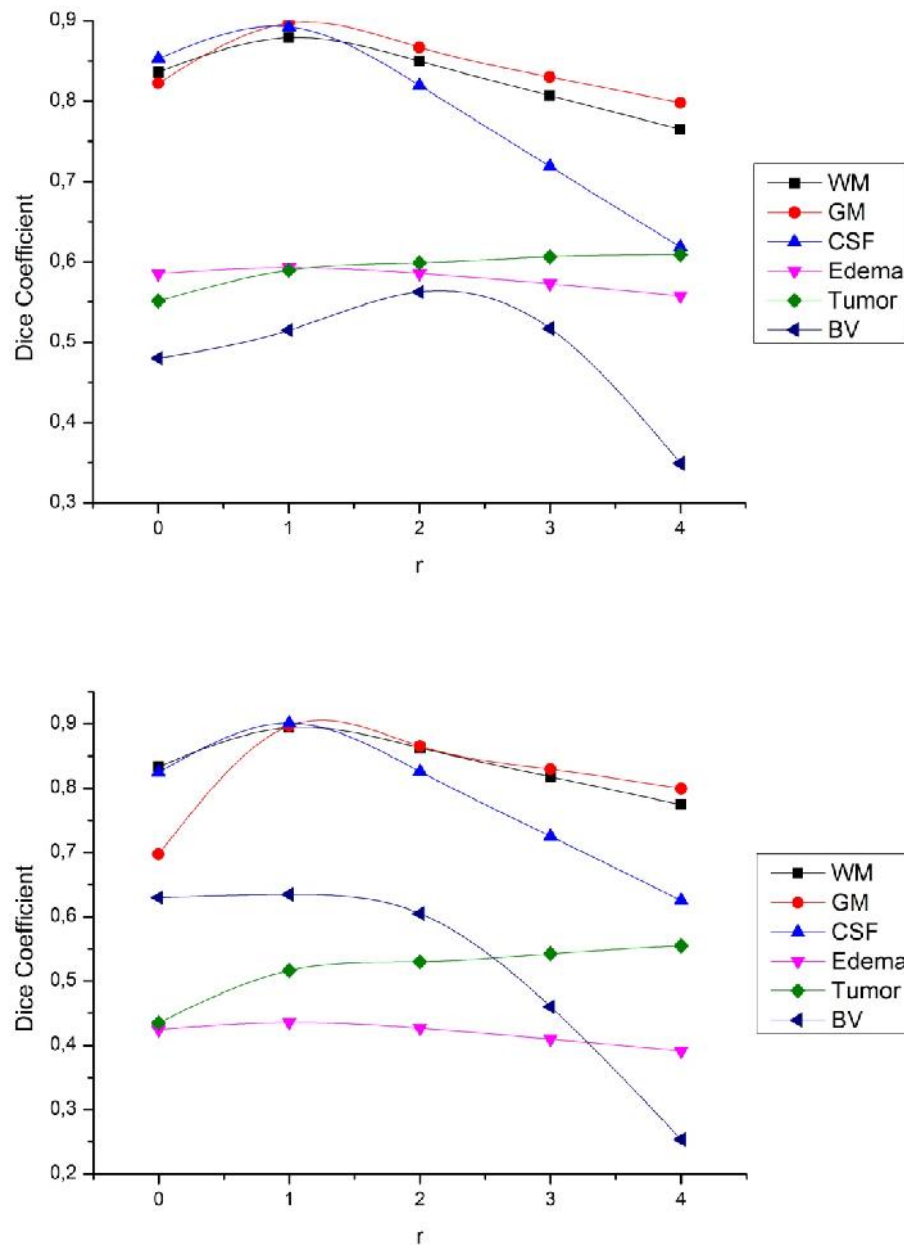 0,9
0,8
0,7
0,6
0,5
0,4
0,3
Dice Coefficient
0 1 2 3 4
r
WM
GM
CSF
Edema
Tumor
BV
0,9
0,8
0,7
0,6
0,5
0,4
0,3
0,2
Dice Coefficient
0 1 2 3 4
r
WM
GM
CSF
Edema
Tumor
BV